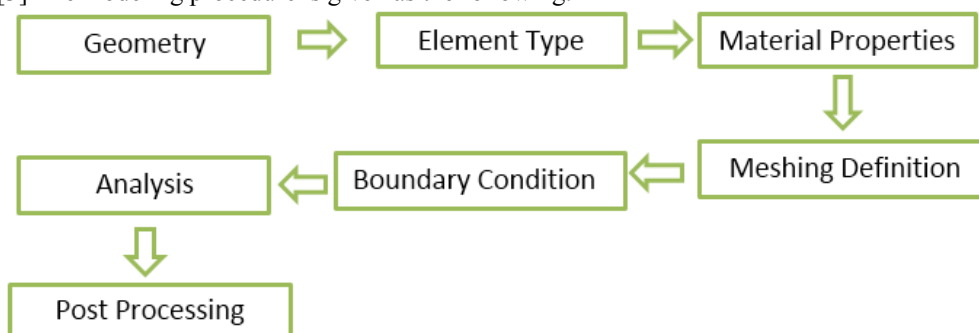 Geometry
Element Type
Material Properties
Meshing Definition
Boundary Condition
Analysis
Post Processing